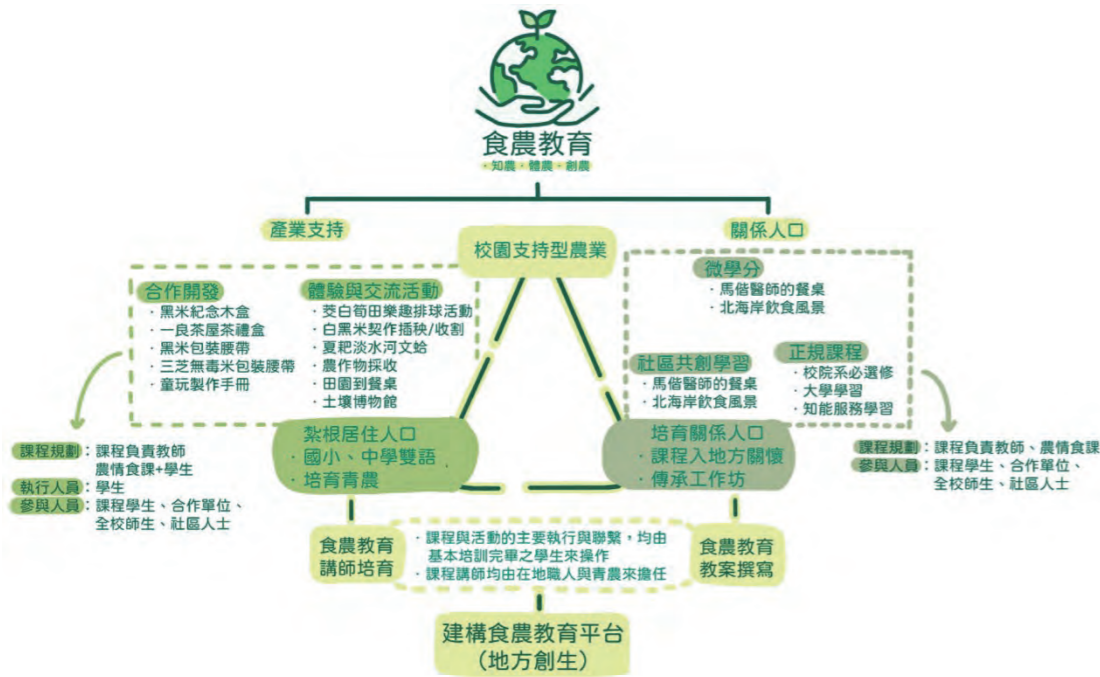 食農教育
·知農·體農·創農
產業支持
關係人口
校園支持型農業
合作開發
·黑米紀念木盒
·一良茶屋茶禮盒
·黑米包裝腰帶
·三芝無毒米包裝腰帶
·童玩製作手冊
體驗與交流活動
·茭白筍田樂趣排球活動
·白黑米契作插秧/收割
·夏耙淡水河文蛤
·農作物採收
·田園到餐桌
·土壤博物館
微學分
·馬偕醫師的餐桌
·北海岸飲食風景
社區共創學習
·馬偕醫師的餐桌
·北海岸飲食風景
正規課程
·校院系必選修
·大學學習
·知能服務學習
課程規劃：課程負責教師
農情食課+學生
執行人員：學生
參與人員：課程學生、合作單位、
全校師生、社區人士
紮根居住人口
·國小、中學雙語
·培育青農
培育關係人口
·課程入地方關懷
·傳承工作坊
課程規劃：課程負責教師、農情食課
參與人員：課程學生、合作單位、
全校師生、社區人士
食農教育
講師培育
·課程與活動的主要執行與聯繫，均由
基本培訓完畢之學生來操作
·課程講師均由在地職人與青農來擔任
食農教育
教案撰寫
建構食農教育平台
（地方創生）